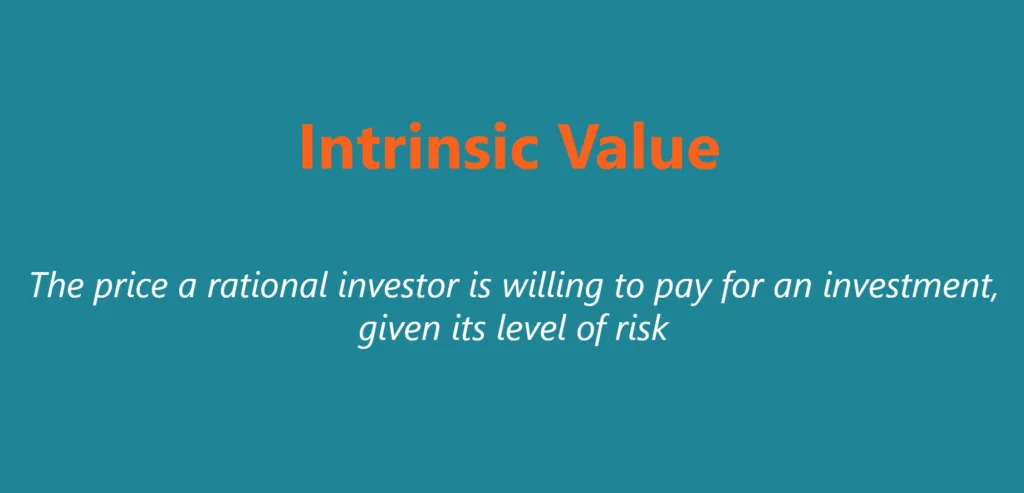 Intrinsic Value
The price a rational investor is willing to pay for an investment,
given its level of risk